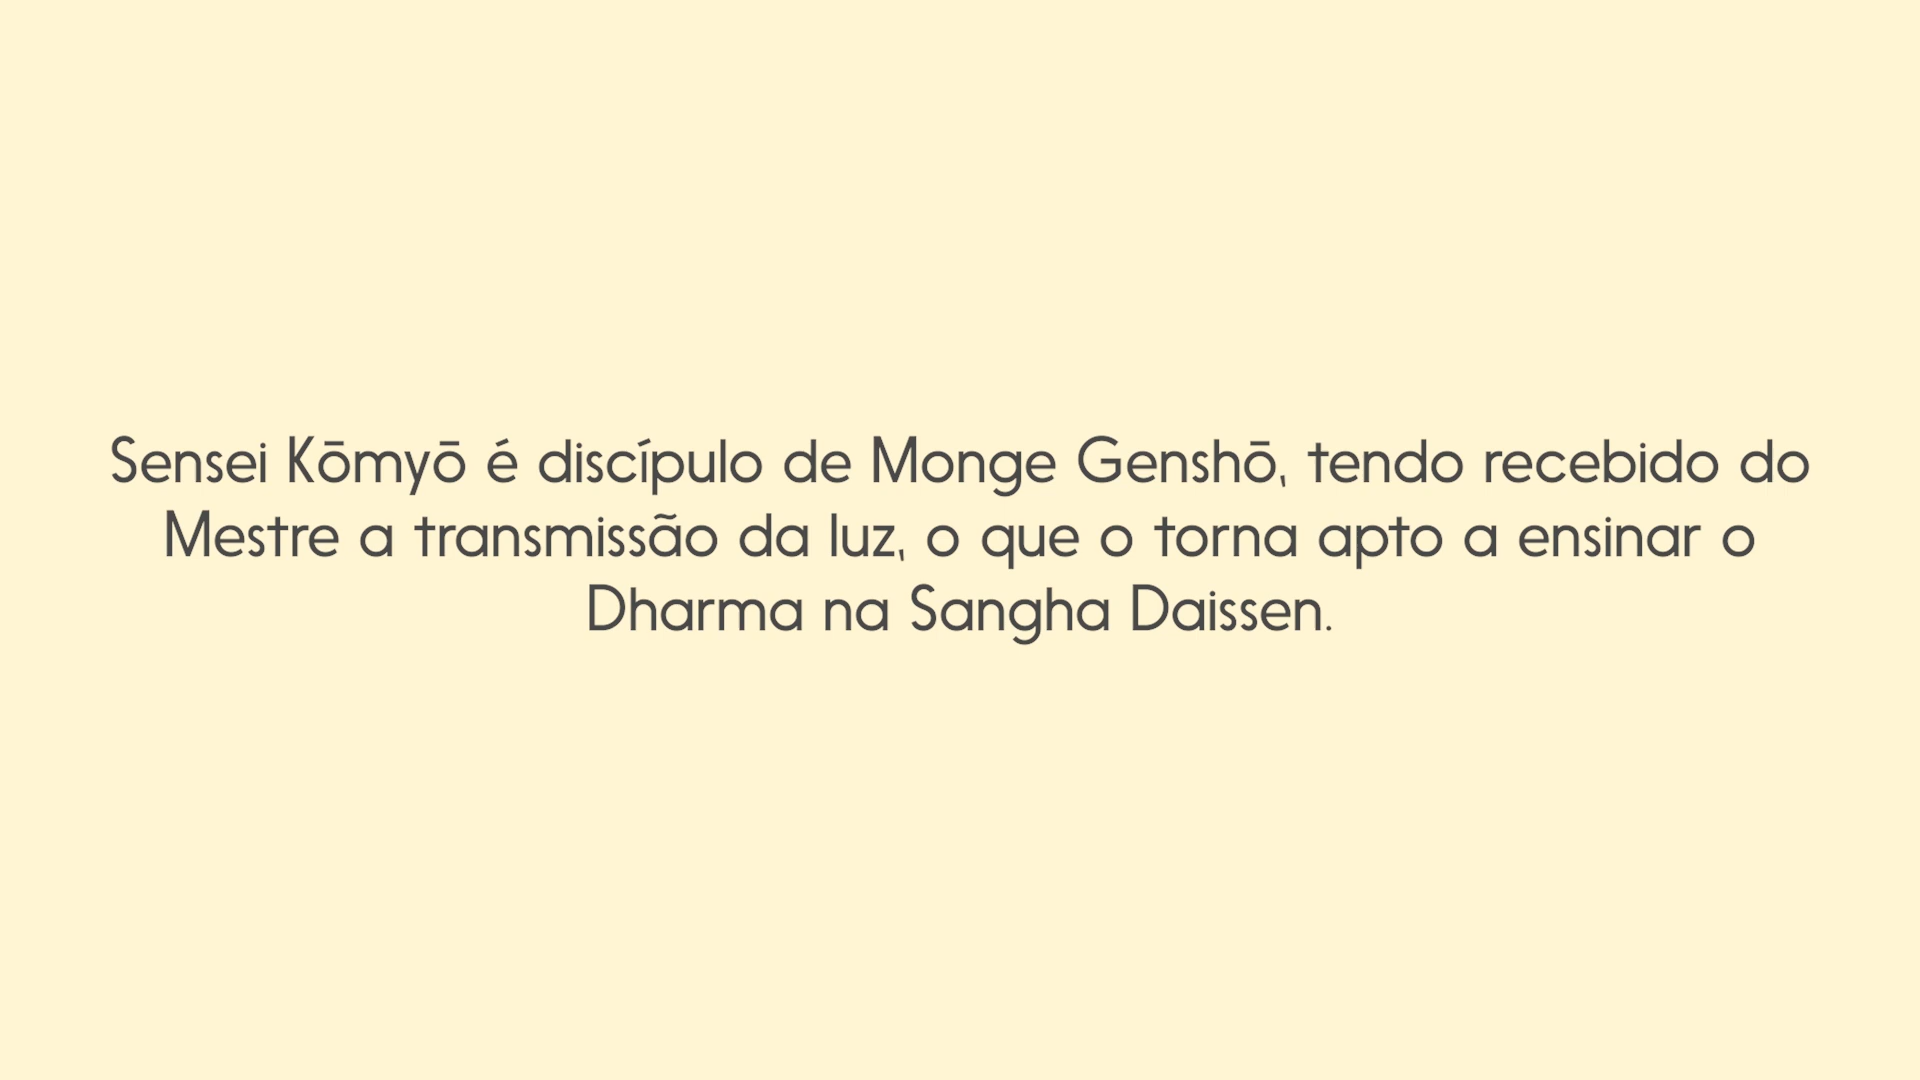 Sensei Kōmyō é discípulo de Monge Genshō, tendo recebido do
Mestre a transmissão da luz, o que o torna apto a ensinar o
Dharma na Sangha Daissen.